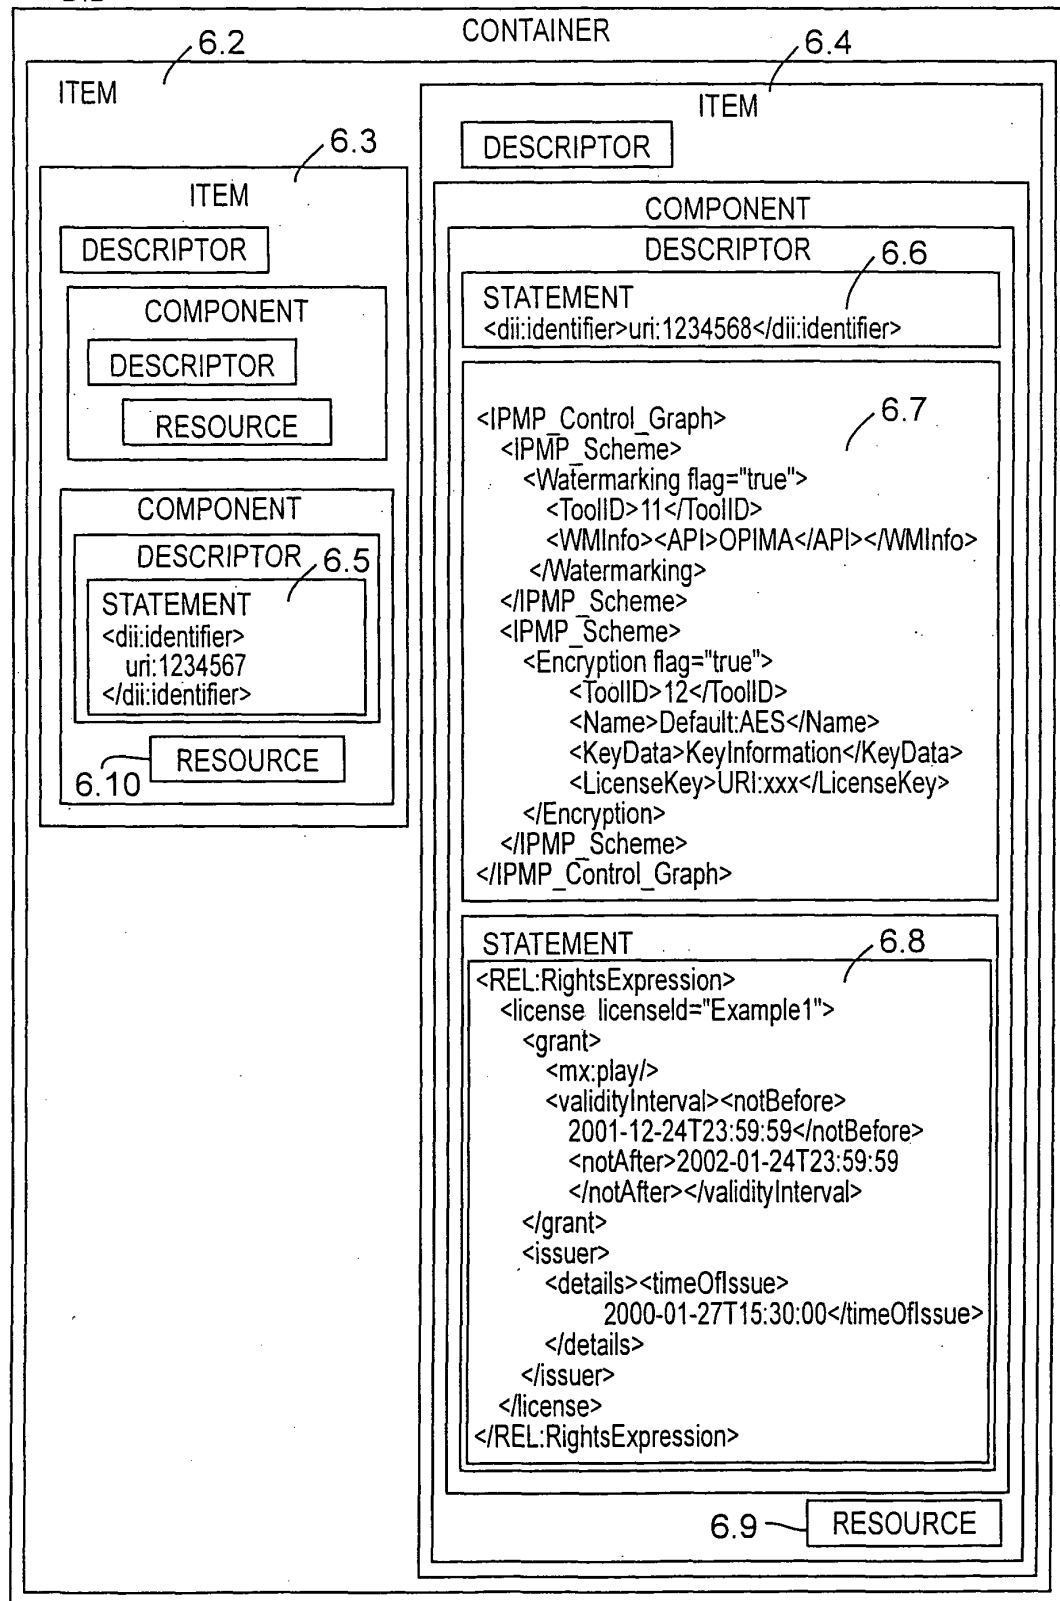 CONTAINER
6.2
6.4
ITEM
6.3
ITEM
DESCRIPTOR
COMPONENT
DESCRIPTOR
RESOURCE
COMPONENT
DESCRIPTOR
6.5
STATEMENT
<dii:identifier>
uri:1234567
</dii:identifier>
RESOURCE
6.10
ITEM
DESCRIPTOR
COMPONENT
DESCRIPTOR
6.6
STATEMENT
<dii:identifier>uri:1234568</dii:identifier>
6.7
<IPMP_Control_Graph>
<IPMP_Scheme>
<Watermarking flag="true">
<ToolID>11</ToolID>
<WMInfo><API>OPIMA</API></WMInfo>
</Watermarking>
</IPMP_Scheme>
<IPMP_Scheme>
<Encryption flag="true">
<ToolID>12</ToolID>
<Name>Default:AES</Name>
<KeyData>KeyInformation</KeyData>
<LicenseKey>URI:xxx</LicenseKey>
</Encryption>
</IPMP_Scheme>
</IPMP_Control_Graph>
STATEMENT
6.8
<REL:RightsExpression>
<license licenseId="Example1">
<grant>
<mx:play/>
<validityInterval><notBefore>
2001-12-24T23:59:59</notBefore>
<notAfter>2002-01-24T23:59:59
</notAfter></validityInterval>
</grant>
<issuer>
<details><timeOfIssue>
2000-01-27T15:30:00</timeOfIssue>
</details>
</issuer>
</license>
</REL:RightsExpression>
6.9
RESOURCE